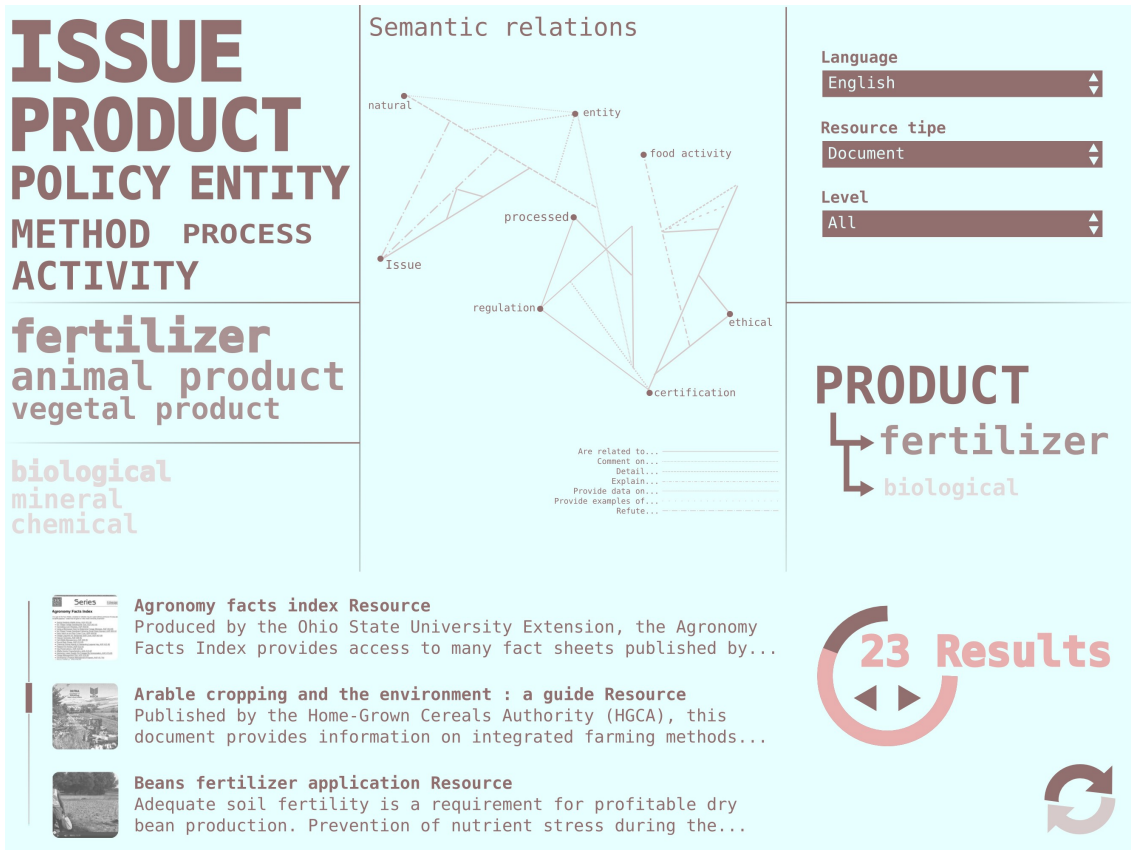 ISSUE
PRODUCT
POLICY ENTITY
METHOD PROCESS
ACTIVITY
fertilizer
animal product
vegetal product
biological
mineral
chemical
Semantic relations
natural
entity
food activity
processed
Issue
regulation
ethical
certification
Are related to...
Comment on...
Detail...
Explain...
Provide data on...
Provide examples of...
Refute...
Language
English
Resource tipe
Document
Level
All
PRODUCT
fertilizer
biological
Series
Agronomy Facts Index
Agronomy facts index Resource
Produced by the Ohio State University Extension, the Agronomy
Facts Index provides access to many fact sheets published by...
Arable cropping and the environment : a guide Resource
Published by the Home-Grown Cereals Authority (HGCA), this
document provides information on integrated farming methods...
Beans fertilizer application Resource
Adequate soil fertility is a requirement for profitable dry
bean production. Prevention of nutrient stress during the...
23 Results